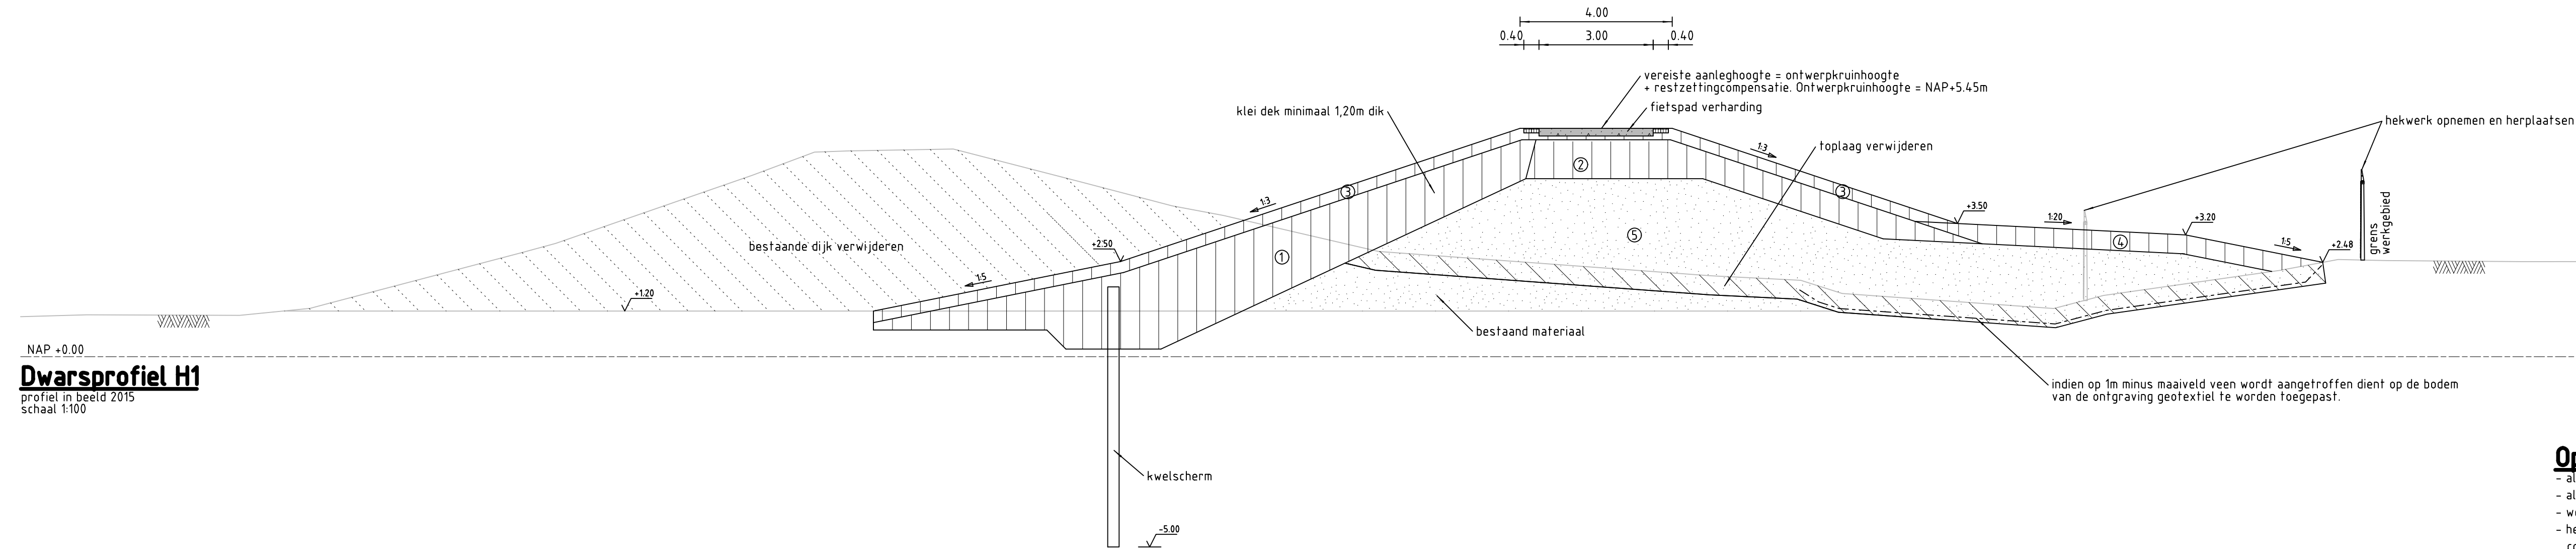 4.00
0.40 3.00 0.40
vereiste aanleghoogte = ontwerpkruinhoogte
+ restzettingcompensatie. Ontwerpkruinhoogte = NAP+5.45m
fietspad verharding
klei dek minimaal 1,20m dik
hekwerk opnemen en herplaatsen
toplaag verwijderen
1:3
2
3
3
1:3
grens
werkgebied
+3.50
1:20
+3.20
5
4
1:5
+2.48
bestaande dijk verwijderen
+2.50
1
1:5
+1.20
bestaand materiaal
NAP +0.00
Dwarsprofiel H1
profiel in beeld 2015
schaal 1:100
indien op 1m minus maaiveld veen wordt aangetroffen dient op de bodem
van de ontgraving geotextiel te worden toegepast.
kwelscherm
-5.00
Op
- al
- al
- we
- he